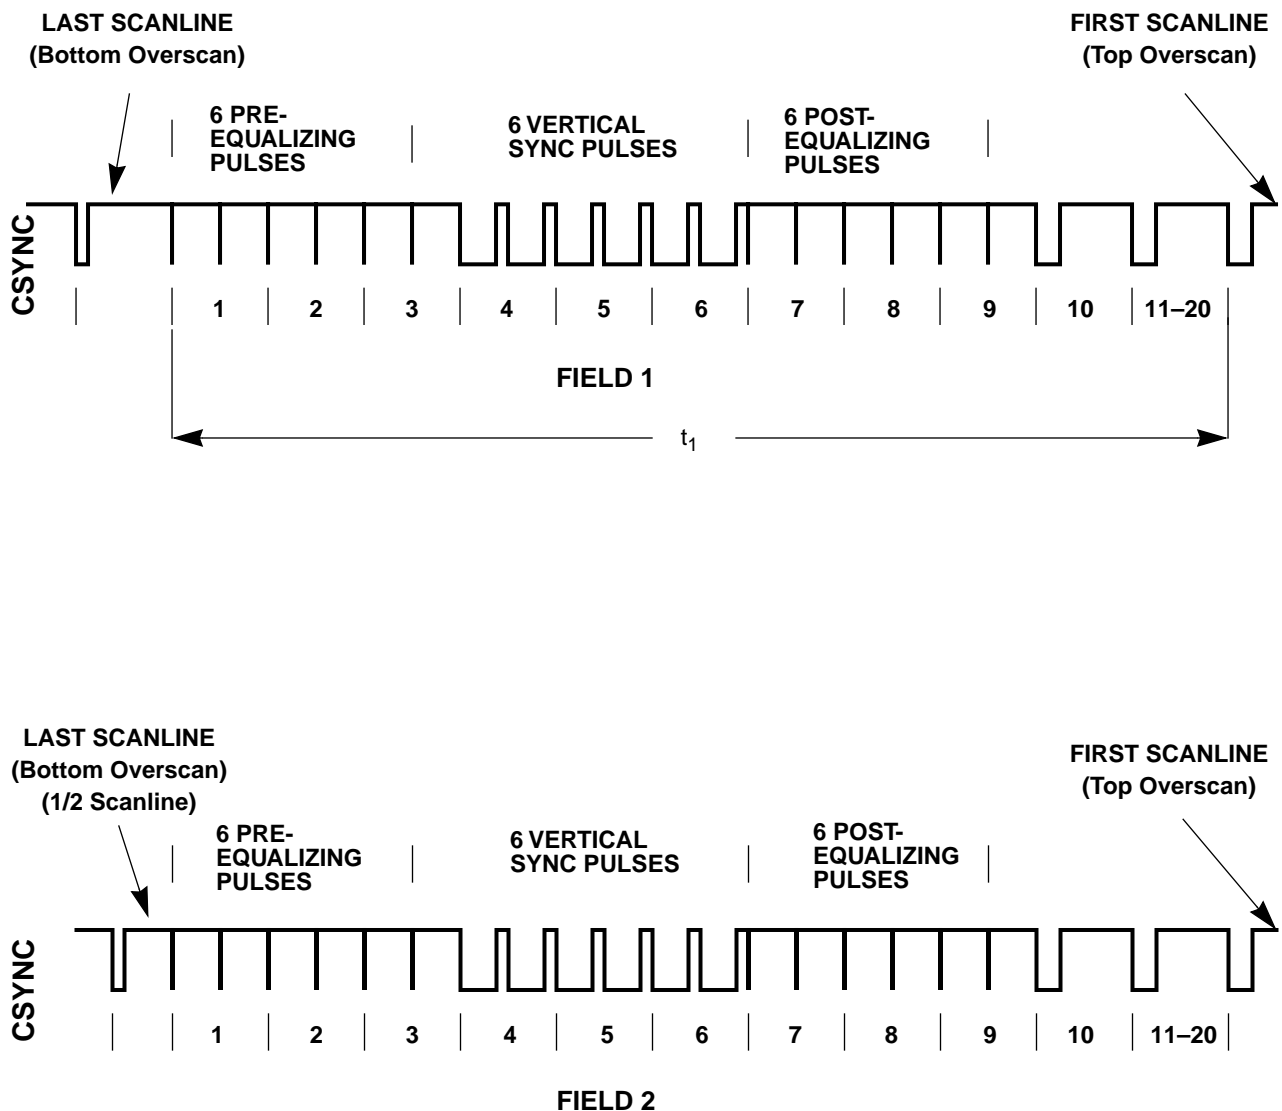 LAST SCANLINE
(Bottom Overscan)
FIRST SCANLINE
(Top Overscan)
6 PRE-
EQUALIZING
PULSES
6 VERTICAL
SYNC PULSES
6 POST-
EQUALIZING
PULSES
CSYNC
1 2 3 4 5 6 7 8 9 10 11–20
FIELD 1
t1
LAST SCANLINE
(Bottom Overscan)
(1/2 Scanline)
FIRST SCANLINE
(Top Overscan)
6 PRE-
EQUALIZING
PULSES
6 VERTICAL
SYNC PULSES
6 POST-
EQUALIZING
PULSES
CSYNC
1 2 3 4 5 6 7 8 9 10 11–20
FIELD 2